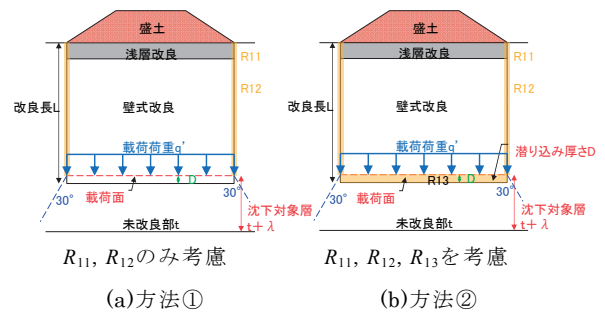 盛土
浅層改良
R11
R12
改良長L
壁式改良
載荷荷重q'
D
30°
30°
載荷面
沈下対象層
t+λ
未改良部t
R11, R12のみ考慮
(a)方法①
盛土
浅層改良
R11
R12
改良長L
壁式改良
載荷荷重q'
潜り込み厚さD
R13
D
30°
30°
載荷面
沈下対象層
t+λ
未改良部t
R11, R12, R13を考慮
(b)方法②